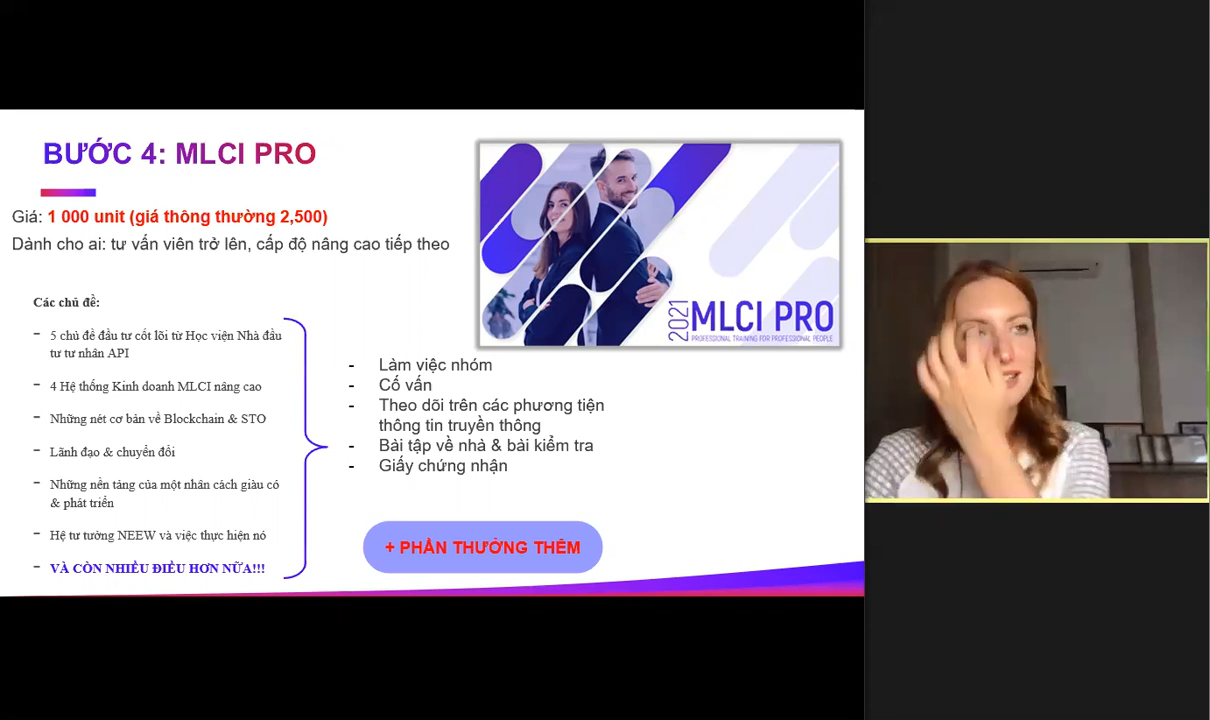 BƯỚC 4: MLCI PRO
Giá: 1 000 unit (giá thông thường 2,500)
Dành cho ai: tư vấn viên trở lên, cấp độ nâng cao tiếp theo
Các chủ đề:
- 5 chủ đề đầu tư cốt lõi từ Học viện Nhà đầu
tư tư nhân API
- 4 Hệ thống Kinh doanh MLCI nâng cao
- Những nét cơ bản về Blockchain & STO
- Lãnh đạo & chuyển đổi
- Những nền tảng của một nhân cách giàu có
& phát triển
- Hệ tư tưởng NEEW và việc thực hiện nó
- VÀ CÒN NHIỀU ĐIỀU HƠN NỮA!!!
- Làm việc nhóm
- Cố vấn
- Theo dõi trên các phương tiện
thông tin truyền thông
- Bài tập về nhà & bài kiểm tra
- Giấy chứng nhận
+ PHẦN THƯỞNG THÊM
2021 MLCI PRO
PROFESSIONAL TRAINING FOR PROFESSIONAL PEOPLE